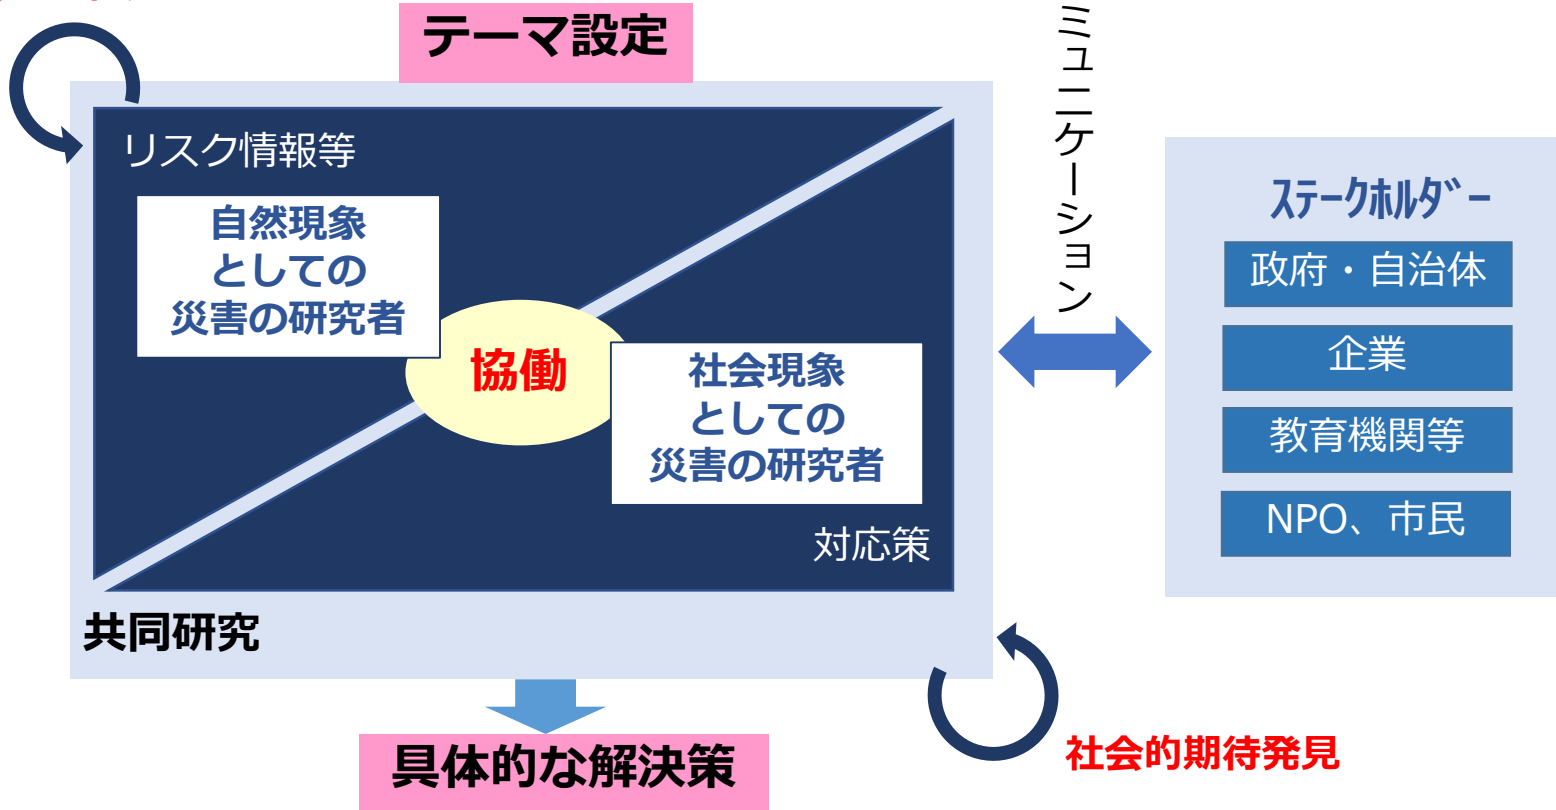 テーマ設定
ミュニケーション
リスク情報等
自然現象
としての
災害の研究者
協働
社会現象
としての
災害の研究者
対応策
共同研究
具体的な解決策
社会的期待発見
ｽﾃｰｸﾎﾙﾀﾞｰ
政府・自治体
企業
教育機関等
NPO、市民